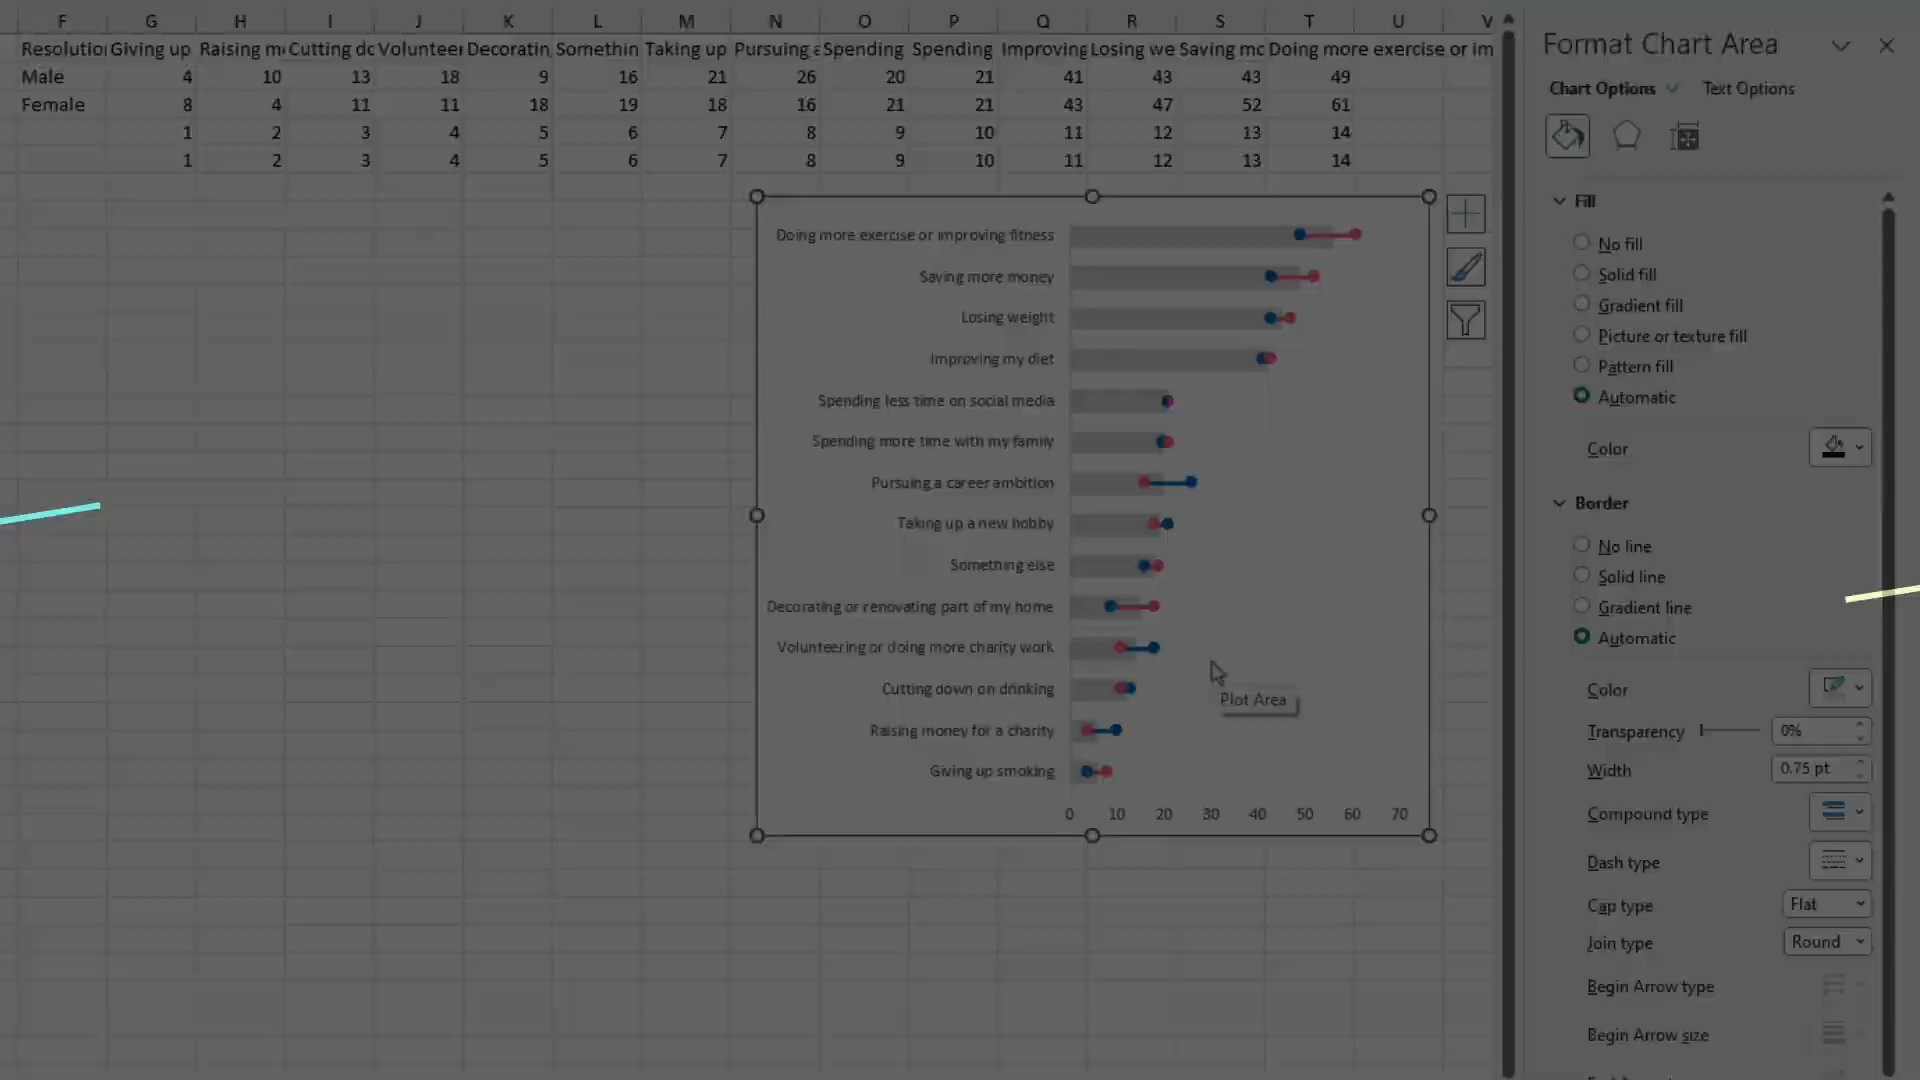 F G H I J K L M N O P Q R S T U V
Resolutio Giving up Raising m Cutting dc Volunteer Decoratin Somethin Taking up Pursuing a Spending Spending Improving Losing we Saving mo Doing more exercise or im
Male 4 10 13 18 9 16 21 26 20 21 41 43 43 49
Female 8 4 11 11 18 19 18 16 21 21 43 47 52 61
1 2 3 4 5 6 7 8 9 10 11 12 13 14
1 2 3 4 5 6 7 8 9 10 11 12 13 14
Doing more exercise or improving fitness
Saving more money
Losing weight
Improving my diet
Spending less time on social media
Spending more time with my family
Pursuing a career ambition
Taking up a new hobby
Something else
Decorating or renovating part of my home
Volunteering or doing more charity work
Cutting down on drinking
Raising money for a charity
Giving up smoking
0 10 20 30 40 50 60 70
Plot Area
Format Chart Area
Chart Options Text Options
Fill
No fill
Solid fill
Gradient fill
Picture or texture fill
Pattern fill
Automatic
Color
Border
No line
Solid line
Gradient line
Automatic
Color
Transparency 0%
Width 0.75 pt
Compound type
Dash type
Cap type Flat
Join type Round
Begin Arrow type
Begin Arrow size